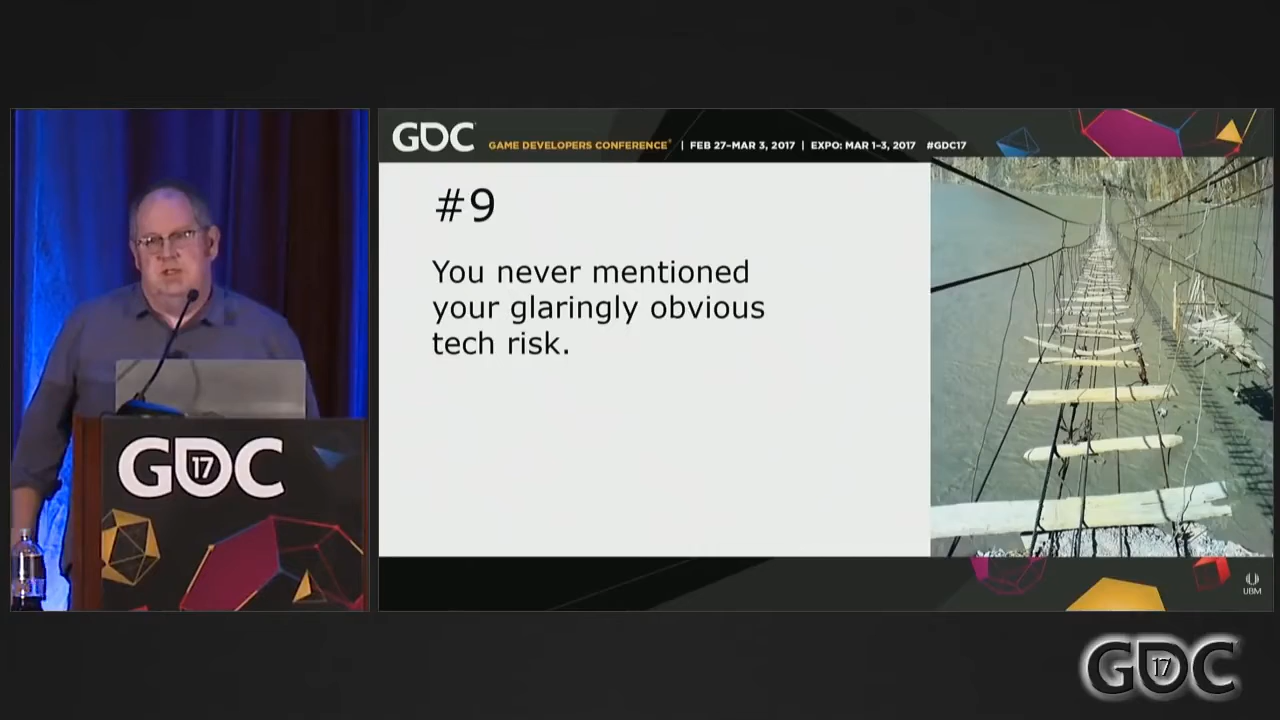 GDC
GAME DEVELOPERS CONFERENCE® | FEB 27–MAR 3, 2017 | EXPO: MAR 1–3, 2017 #GDC17
#9
You never mentioned
your glaringly obvious
tech risk.
GDC
17
UBM
GDC
17